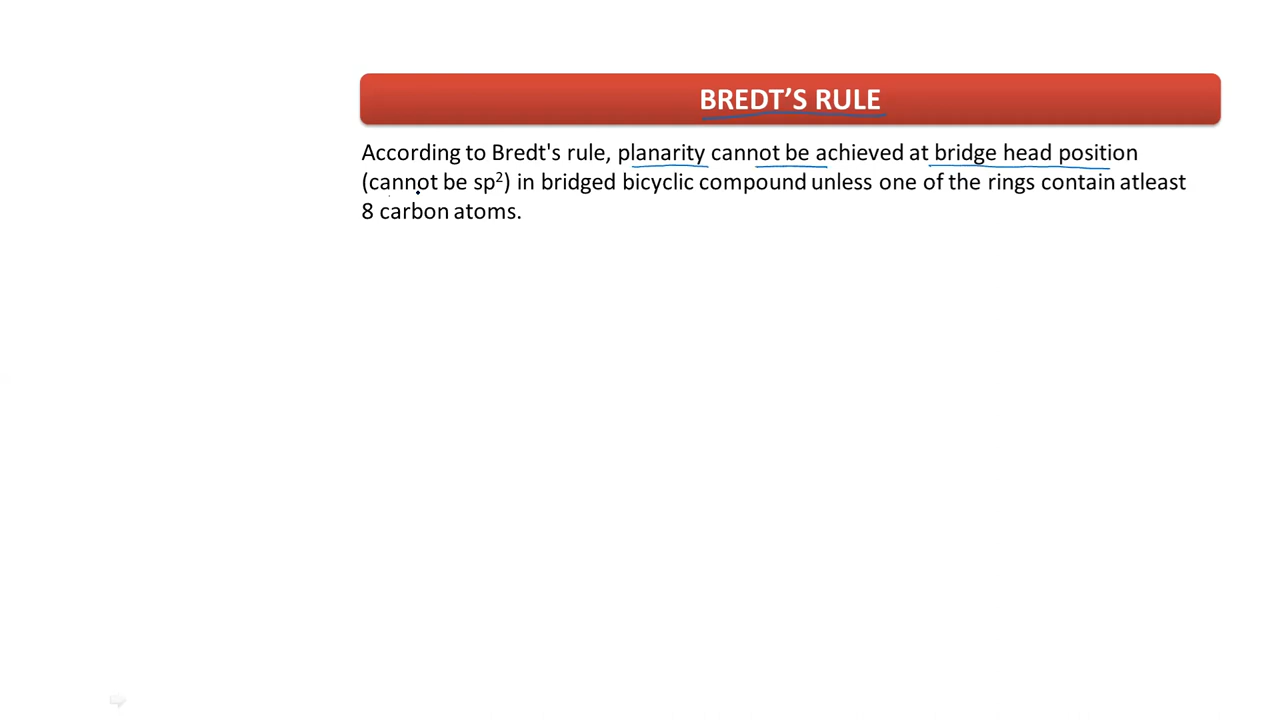 BREDT’S RULE
According to Bredt's rule, planarity cannot be achieved at bridge head position
(cannot be sp²) in bridged bicyclic compound unless one of the rings contain atleast
8 carbon atoms.